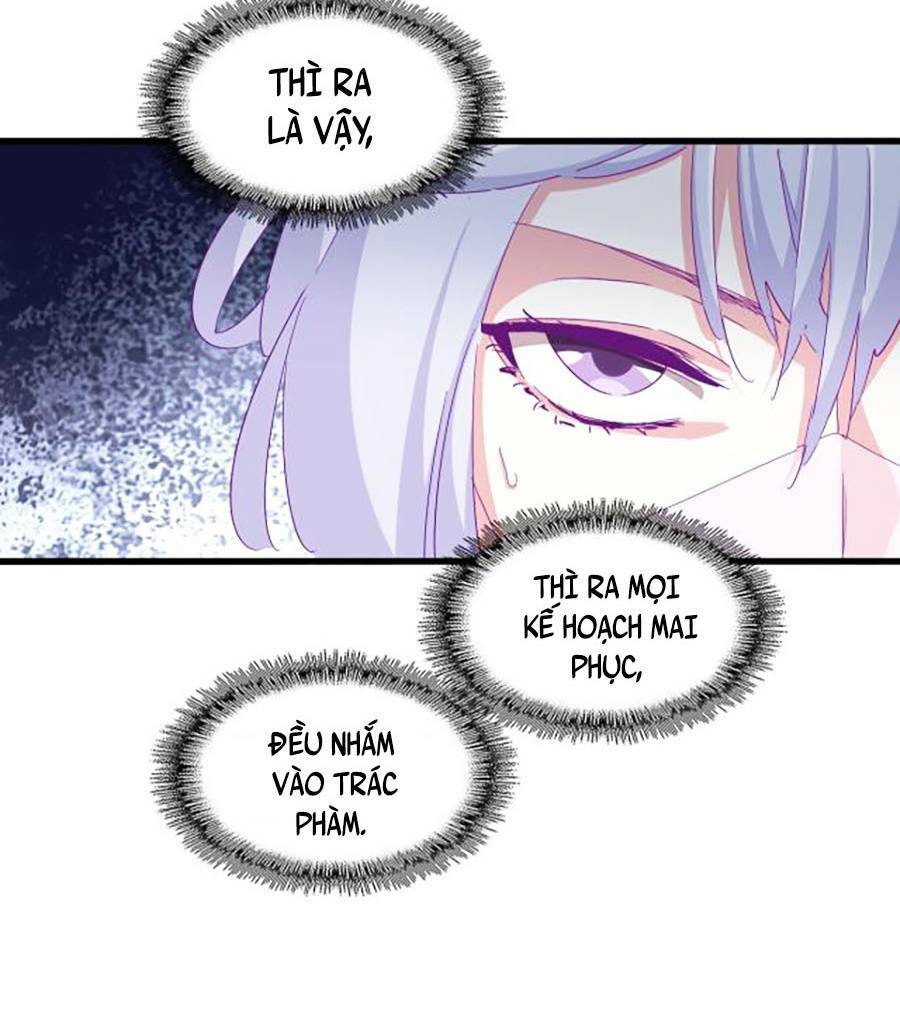 THÌ RA
LÀ VẬY,
THÌ RA MỌI
KẾ HOẠCH MAI
PHỤC,
ĐỀU NHẮM
VÀO TRÁC
PHÀM.